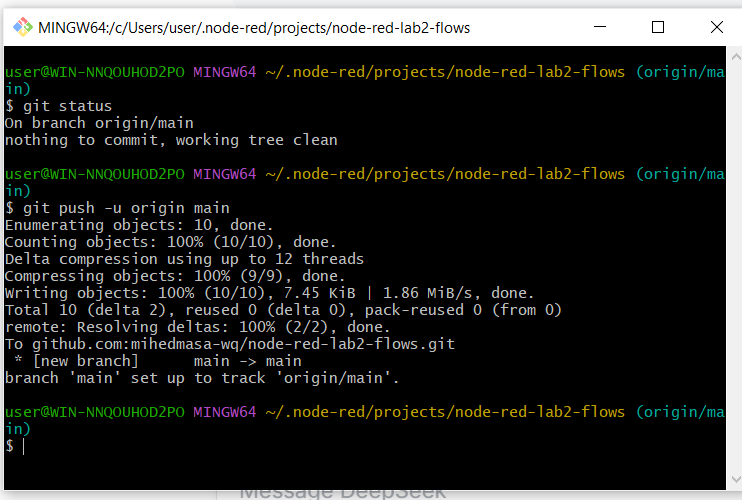 MINGW64:/c/Users/user/.node-red/projects/node-red-lab2-flows
user@WIN-NNQOUHOD2PO MINGW64 ~/.node-red/projects/node-red-lab2-flows (origin/ma
in)
$ git status
On branch origin/main
nothing to commit, working tree clean
user@WIN-NNQOUHOD2PO MINGW64 ~/.node-red/projects/node-red-lab2-flows (origin/ma
in)
$ git push -u origin main
Enumerating objects: 10, done.
Counting objects: 100% (10/10), done.
Delta compression using up to 12 threads
Compressing objects: 100% (9/9), done.
Writing objects: 100% (10/10), 7.45 KiB | 1.86 MiB/s, done.
Total 10 (delta 2), reused 0 (delta 0), pack-reused 0 (from 0)
remote: Resolving deltas: 100% (2/2), done.
To github.com:mihedmasa-wq/node-red-lab2-flows.git
 * [new branch]      main -> main
branch 'main' set up to track 'origin/main'.
user@WIN-NNQOUHOD2PO MINGW64 ~/.node-red/projects/node-red-lab2-flows (origin/ma
in)
$
Message DeepSeek